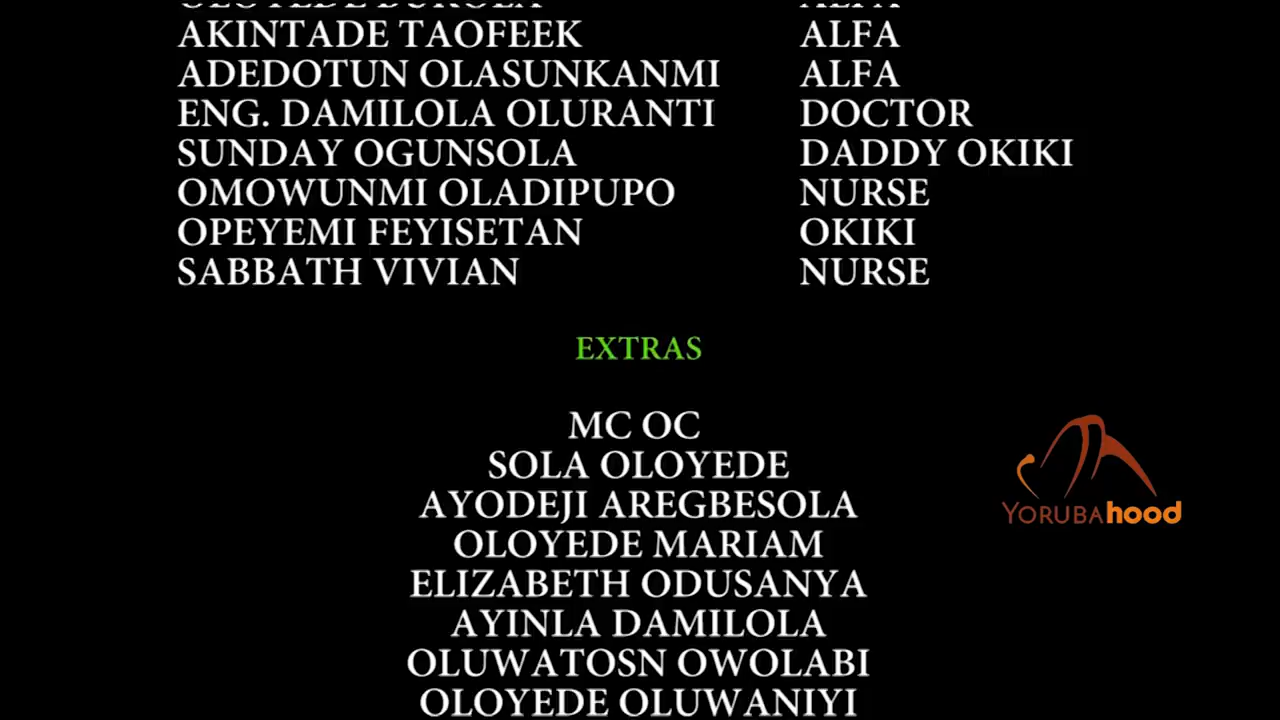 AKINTADE TAOFEEK ALFA
ADEDOTUN OLASUNKANMI ALFA
ENG. DAMILOLA OLURANTI DOCTOR
SUNDAY OGUNSOLA DADDY OKIKI
OMOWUNMI OLADIPUPO NURSE
OPEYEMI FEYISETAN OKIKI
SABBATH VIVIAN NURSE
EXTRAS
MC OC
SOLA OLOYEDE
AYODEJI AREGBESOLA
OLOYEDE MARIAM
ELIZABETH ODUSANYA
AYINLA DAMILOLA
OLUWATOSN OWOLABI
OLOYEDE OLUWANIYI
YORUBAhood